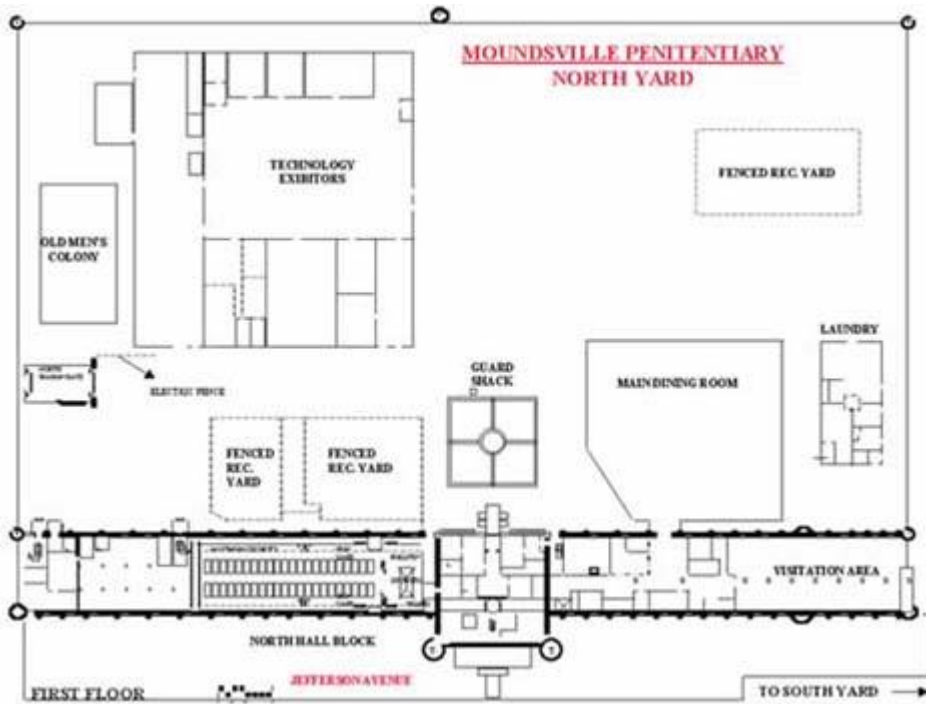 MOUNDSVILLE PENITENTIARY
NORTH YARD
TECHNOLOGY
EXIBITORS
FENCED REC. YARD
OLD MEN'S
COLONY
LAUNDRY
GUARD
SHACK
MAIN DINING ROOM
ELECTRIC FENCE
FENCED
REC.
YARD
FENCED
REC. YARD
VISITATION AREA
NORTH HALL BLOCK
JEFFERSON AVENUE
FIRST FLOOR
TO SOUTH YARD